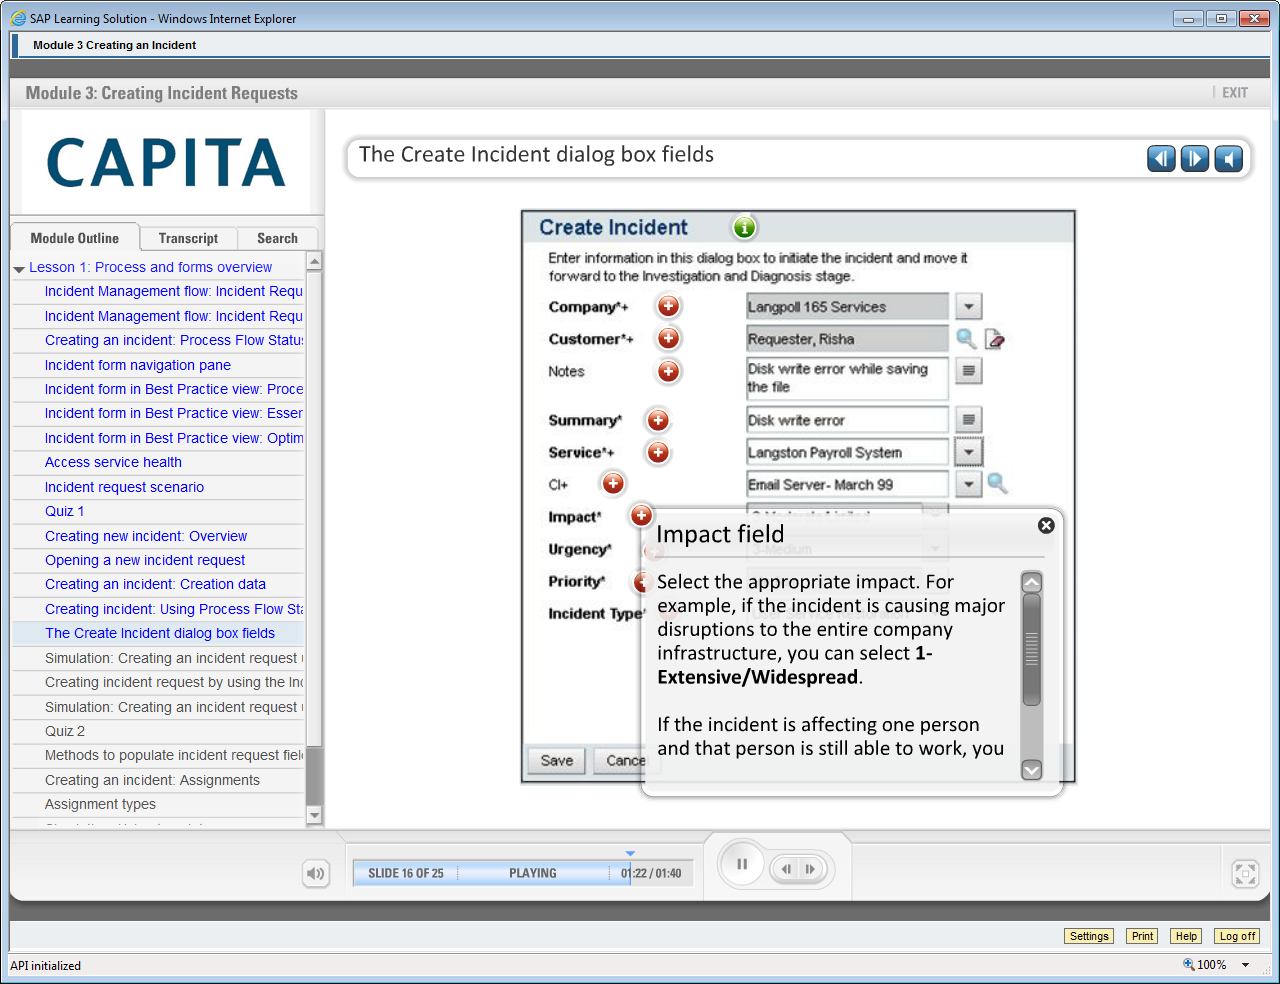 SAP Learning Solution - Windows Internet Explorer
Module 3 Creating an Incident
Module 3: Creating Incident Requests
EXIT
CAPITA
The Create Incident dialog box fields
Module Outline
Transcript
Search
Lesson 1: Process and forms overview
Incident Management flow: Incident Requ
Incident Management flow: Incident Requ
Creating an incident: Process Flow Status
Incident form navigation pane
Incident form in Best Practice view: Proce
Incident form in Best Practice view: Esser
Incident form in Best Practice view: Optim
Access service health
Incident request scenario
Quiz 1
Creating new incident: Overview
Opening a new incident request
Creating an incident: Creation data
Creating incident: Using Process Flow Sta
The Create Incident dialog box fields
Simulation: Creating an incident request
Creating incident request by using the Inc
Simulation: Creating an incident request
Quiz 2
Methods to populate incident request field
Creating an incident: Assignments
Assignment types
Create Incident
Enter information in this dialog box to initiate the incident and move it
forward to the Investigation and Diagnosis stage.
Company*+ Langpoll 165 Services
Customer*+ Requester, Risha
Notes Disk write error while saving
the file
Summary* Disk write error
Service*+ Langston Payroll System
CI+ Email Server- March 99
Impact*
Urgency* 3-Medium
Priority*
Incident Type*
Save
Cance
Impact field
Select the appropriate impact. For
example, if the incident is causing major
disruptions to the entire company
infrastructure, you can select 1-
Extensive/Widespread.
If the incident is affecting one person
and that person is still able to work, you
SLIDE 16 OF 25
PLAYING
01:22 / 01:40
Settings
Print
Help
Log off
API initialized
100%